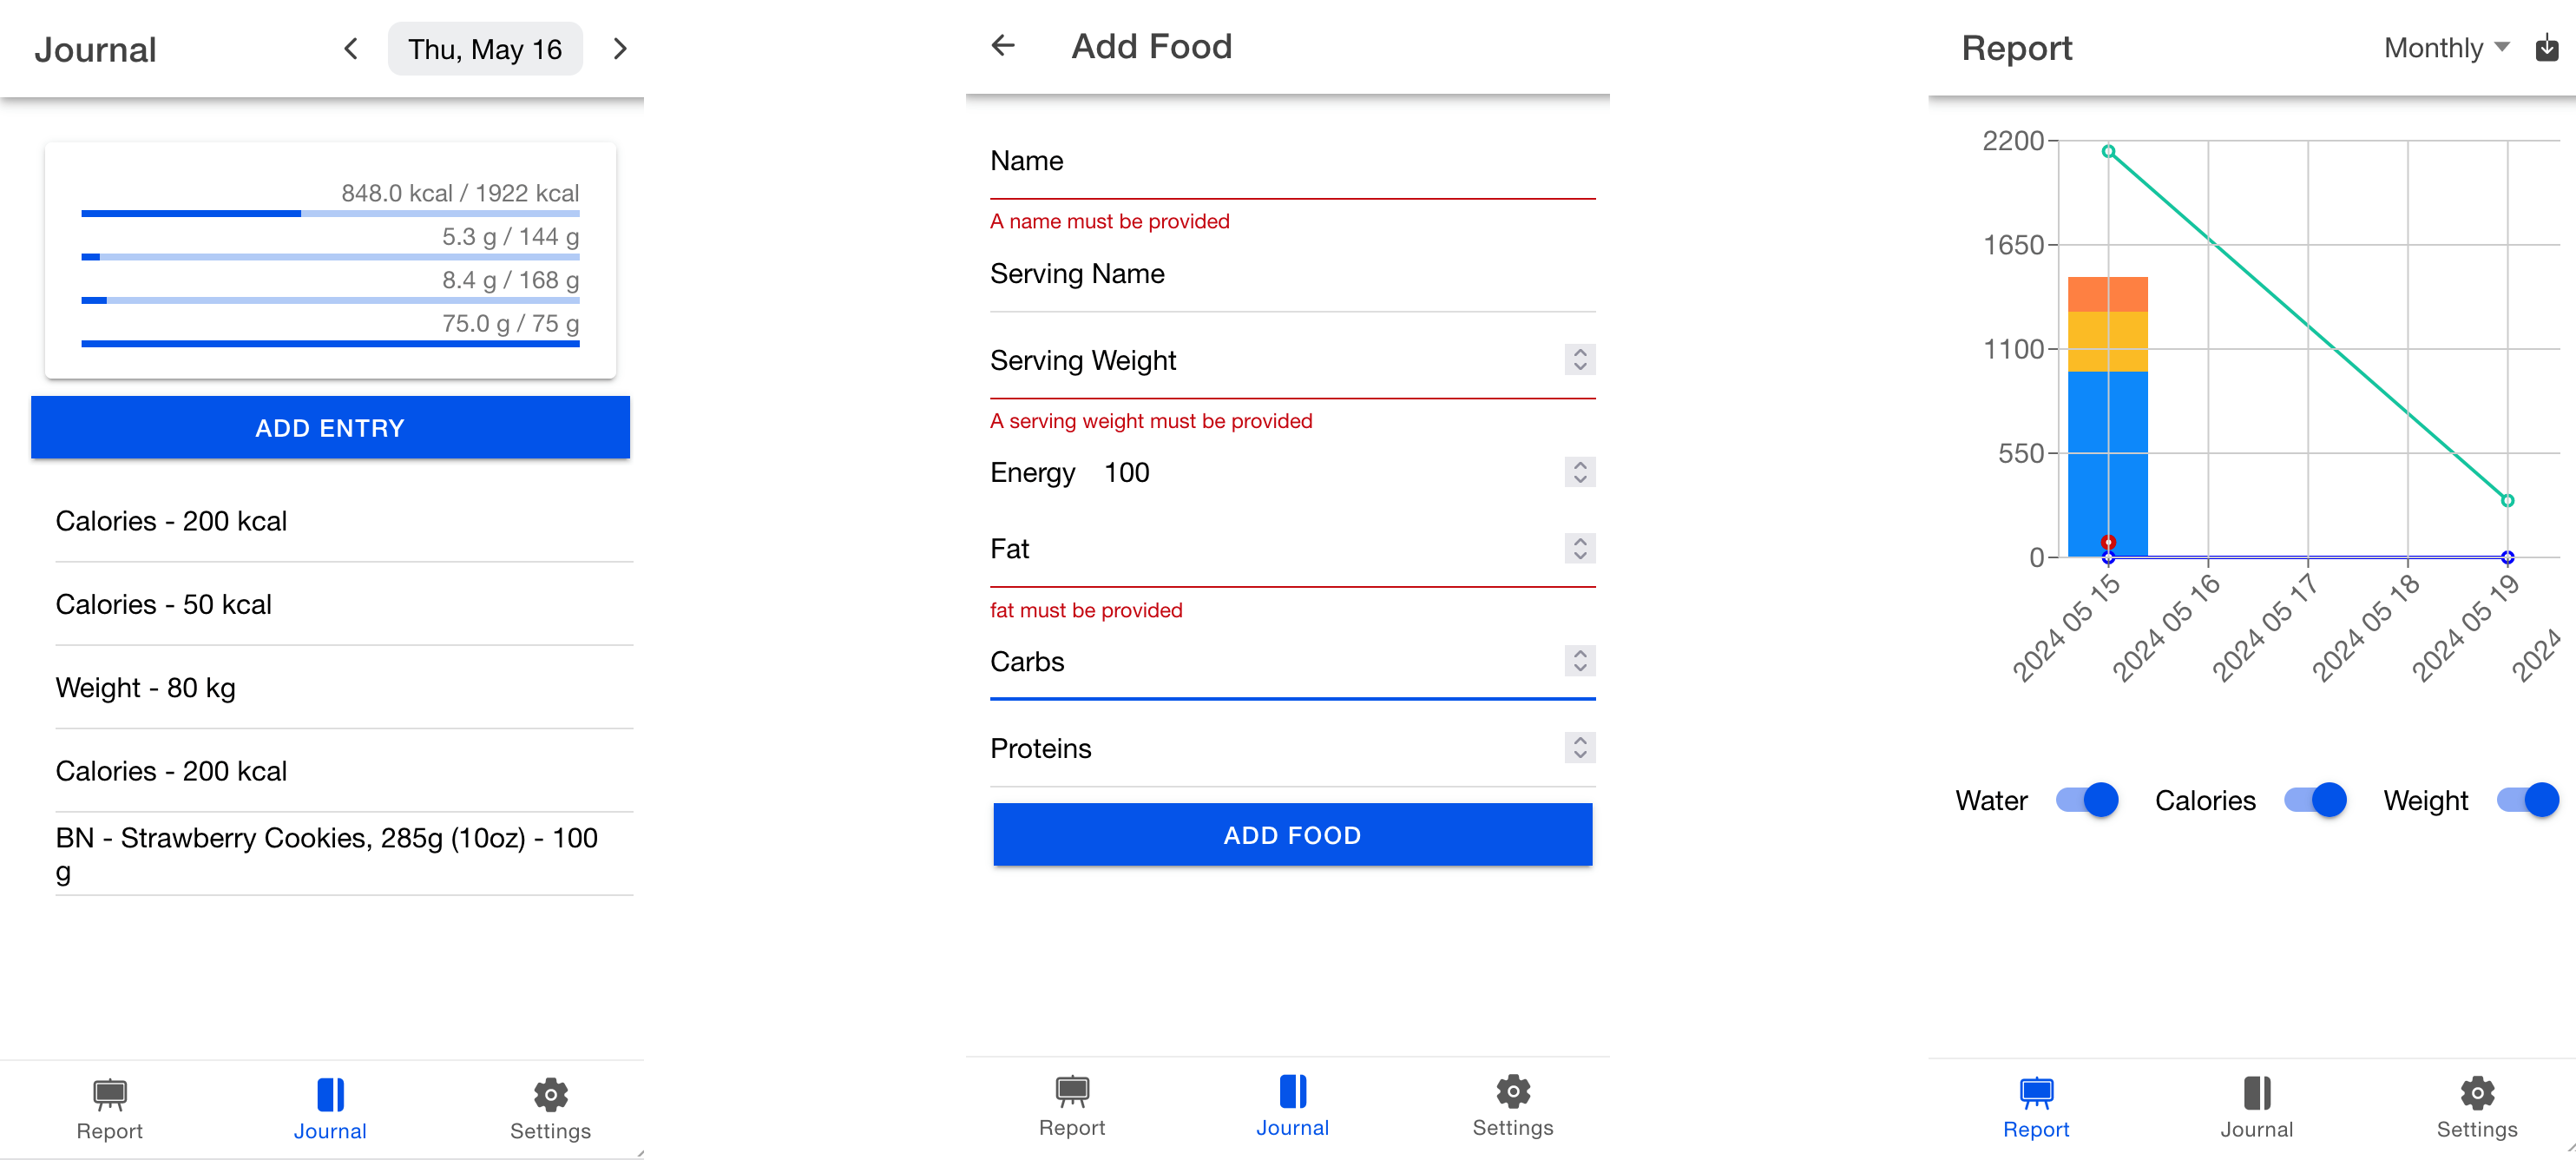 Journal
Thu, May 16
848.0 kcal / 1922 kcal
5.3 g / 144 g
8.4 g / 168 g
75.0 g / 75 g
ADD ENTRY
Calories - 200 kcal
Calories - 50 kcal
Weight - 80 kg
Calories - 200 kcal
BN - Strawberry Cookies, 285g (10oz) - 100
g
Report
Journal
Settings
Add Food
Name
A name must be provided
Serving Name
Serving Weight
A serving weight must be provided
Energy 100
Fat
fat must be provided
Carbs
Proteins
ADD FOOD
Report
Journal
Settings
Report
Monthly
2200
1650
1100
550
0
2024 05 15
2024 05 16
2024 05 17
2024 05 18
2024 05 19
2024
Water
Calories
Weight
Report
Journal
Settings